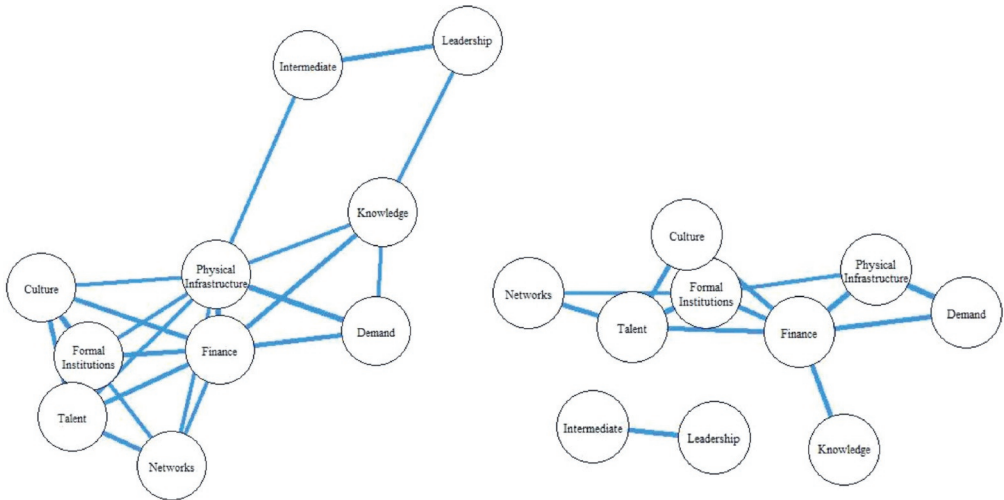 Leadership
Intermediate
Knowledge
Physical
Infrastructure
Culture
Demand
Finance
Formal
Institutions
Talent
Networks
Culture
Physical
Infrastructure
Networks
Formal
Institutions
Demand
Talent
Finance
Intermediate
Leadership
Knowledge